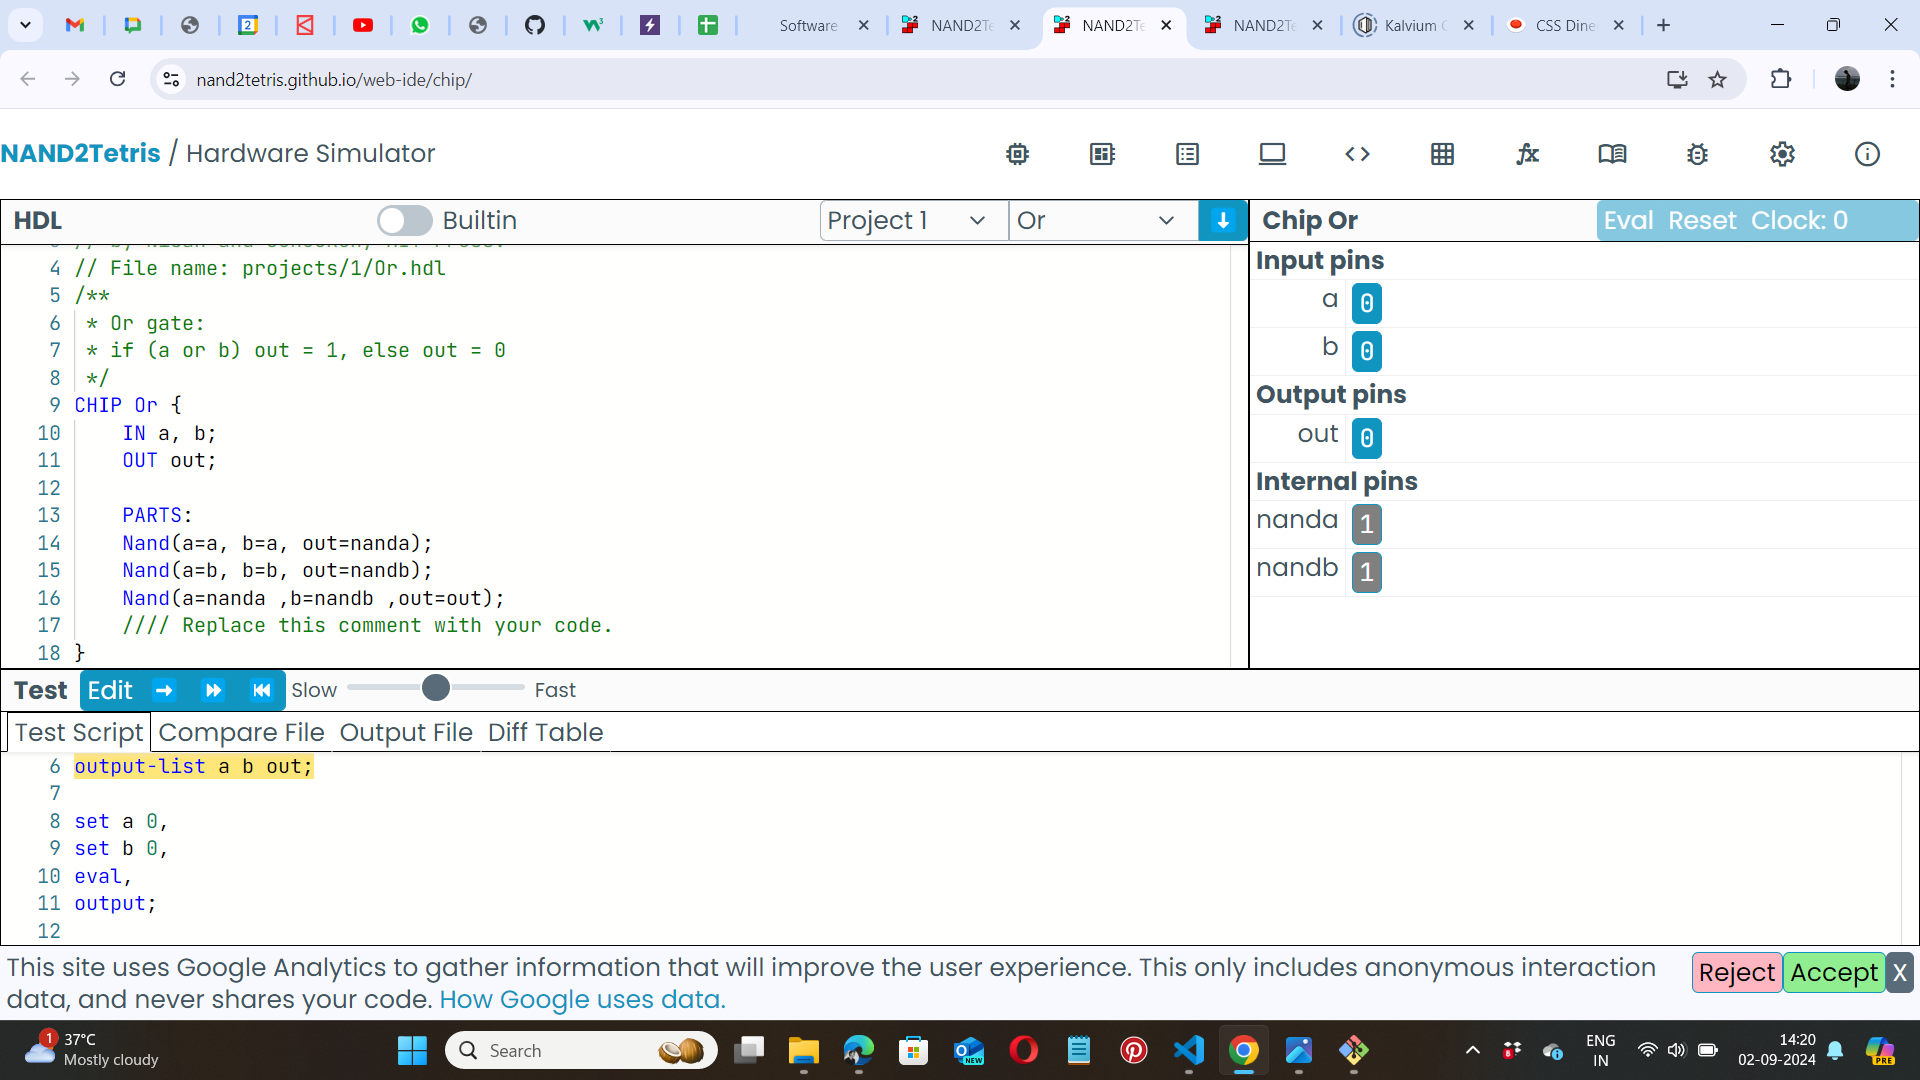 Software
NAND2Te
NAND2Te
NAND2Te
Kalvium C
CSS Dine
nand2tetris.github.io/web-ide/chip/
NAND2Tetris / Hardware Simulator
HDL
Builtin
Project 1
Or
Chip Or
Eval Reset Clock: 0
4 // File name: projects/1/Or.hdl
5 /**
6 * Or gate:
7 * if (a or b) out = 1, else out = 0
8 */
9 CHIP Or {
10 IN a, b;
11 OUT out;
12
13 PARTS:
14 Nand(a=a, b=a, out=nanda);
15 Nand(a=b, b=b, out=nandb);
16 Nand(a=nanda ,b=nandb ,out=out);
17 //// Replace this comment with your code.
18 }
Input pins
a 0
b 0
Output pins
out 0
Internal pins
nanda 1
nandb 1
Test Edit Slow Fast
Test Script Compare File Output File Diff Table
6 output-list a b out;
7
8 set a 0,
9 set b 0,
10 eval,
11 output;
12
This site uses Google Analytics to gather information that will improve the user experience. This only includes anonymous interaction
data, and never shares your code. How Google uses data.
Reject Accept X
1
37°C
Mostly cloudy
Search
NEW
8
ENG
IN
14:20
02-09-2024
PRE